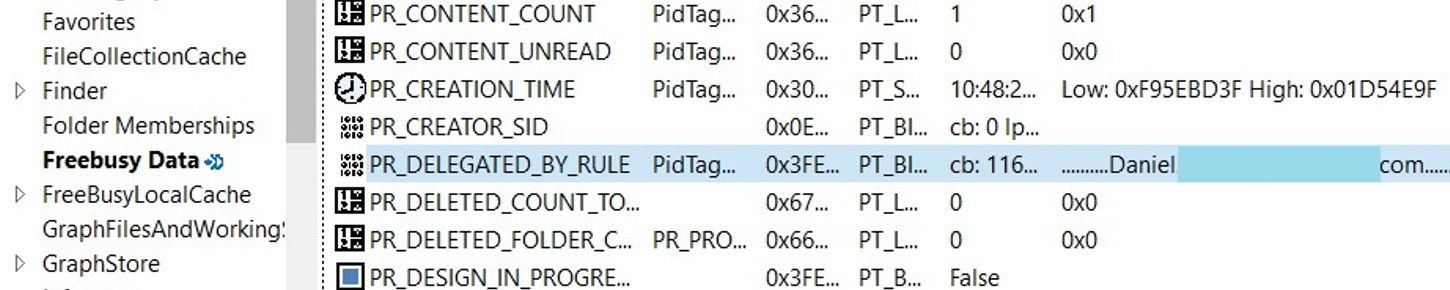 Favorites
FileCollectionCache
Finder
Folder Memberships
Freebusy Data
FreeBusyLocalCache
GraphFilesAndWorking
GraphStore
PR_CONTENT_COUNT PidTag... 0x36... PT_L... 1 0x1
PR_CONTENT_UNREAD PidTag... 0x36... PT_L... 0 0x0
PR_CREATION_TIME PidTag... 0x30... PT_S... 10:48:2... Low: 0xF95EBD3F High: 0x01D54E9F
PR_CREATOR_SID 0x0E... PT_BI... cb: 0 lp...
PR_DELEGATED_BY_RULE PidTag... 0x3FE... PT_BI... cb: 116... ..........Daniel com......
PR_DELETED_COUNT_TO... 0x67... PT_L... 0 0x0
PR_DELETED_FOLDER_C... PR_PRO... 0x66... PT_L... 0 0x0
PR_DESIGN_IN_PROGRE... 0x3FE... PT_B... False